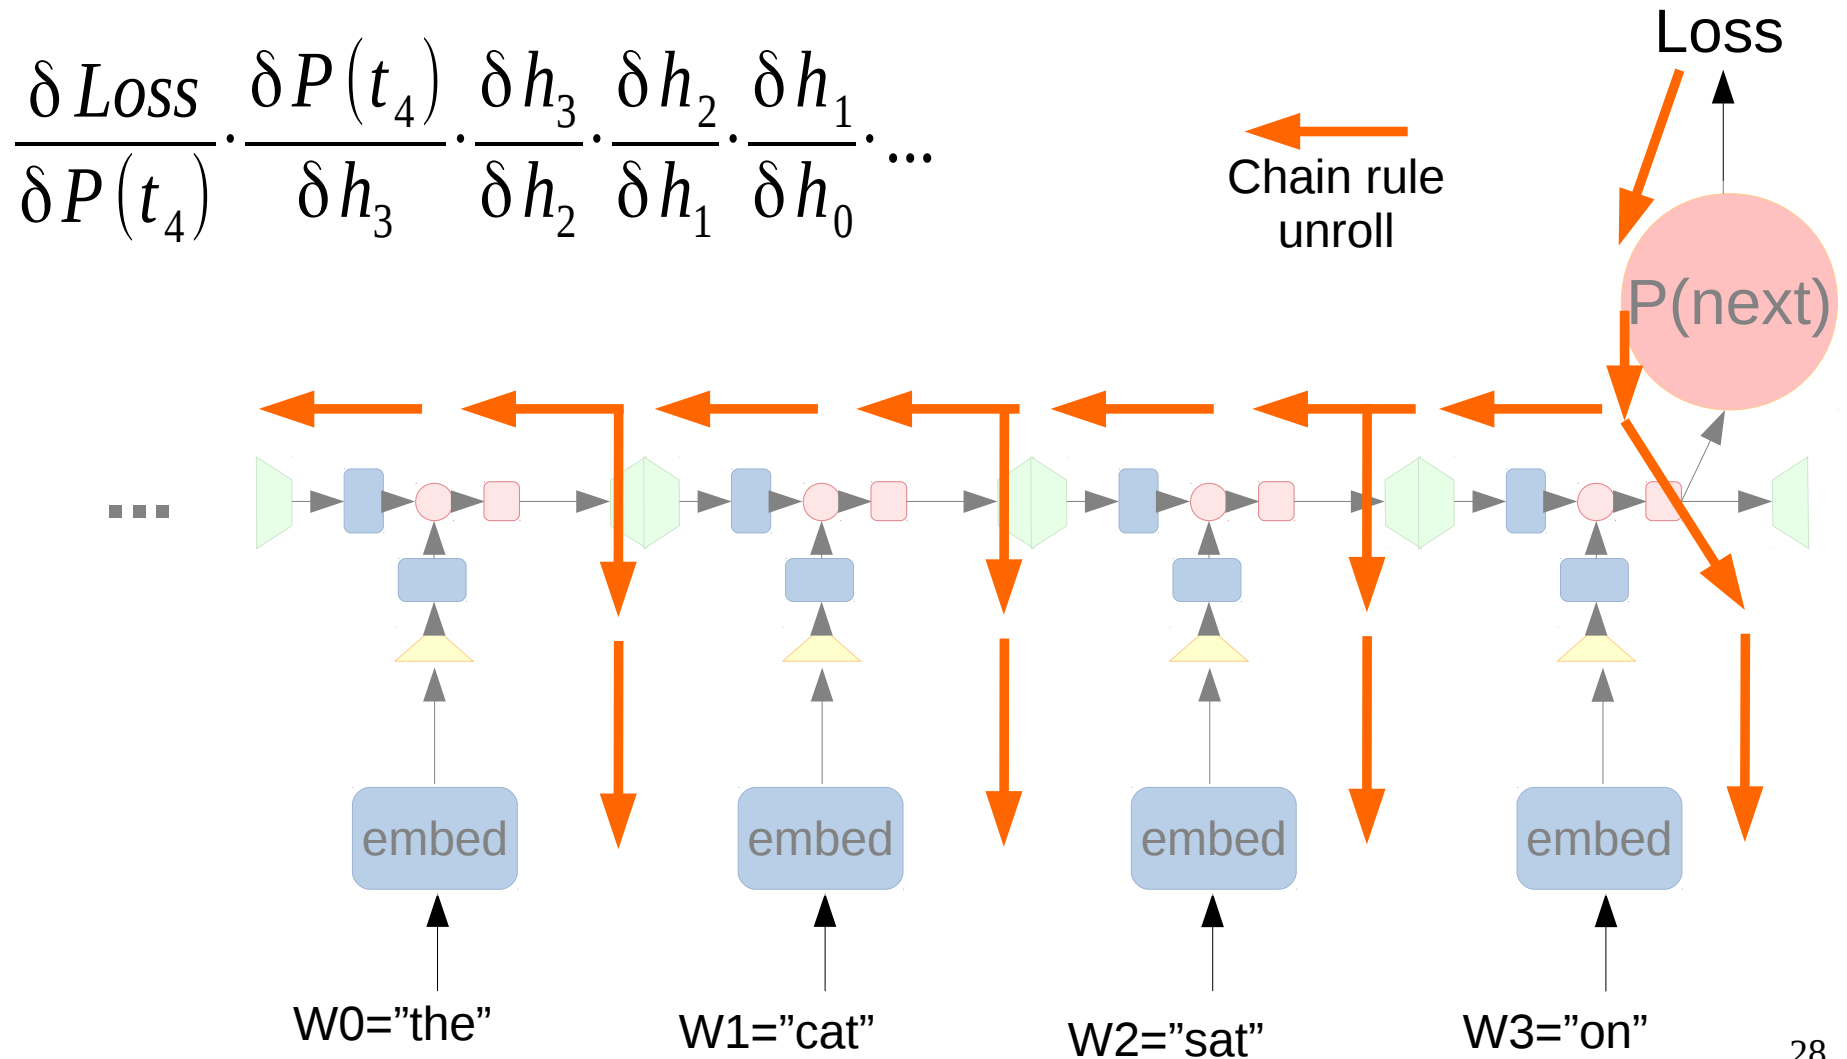 Loss
δ Loss / δ P(t₄) · δ P(t₄) / δ h₃ · δ h₃ / δ h₂ · δ h₂ / δ h₁ · δ h₁ / δ h₀ · ...
Chain rule
unroll
P(next)
...
embed embed embed embed
W0=”the” W1=”cat” W2=”sat” W3=”on”
28